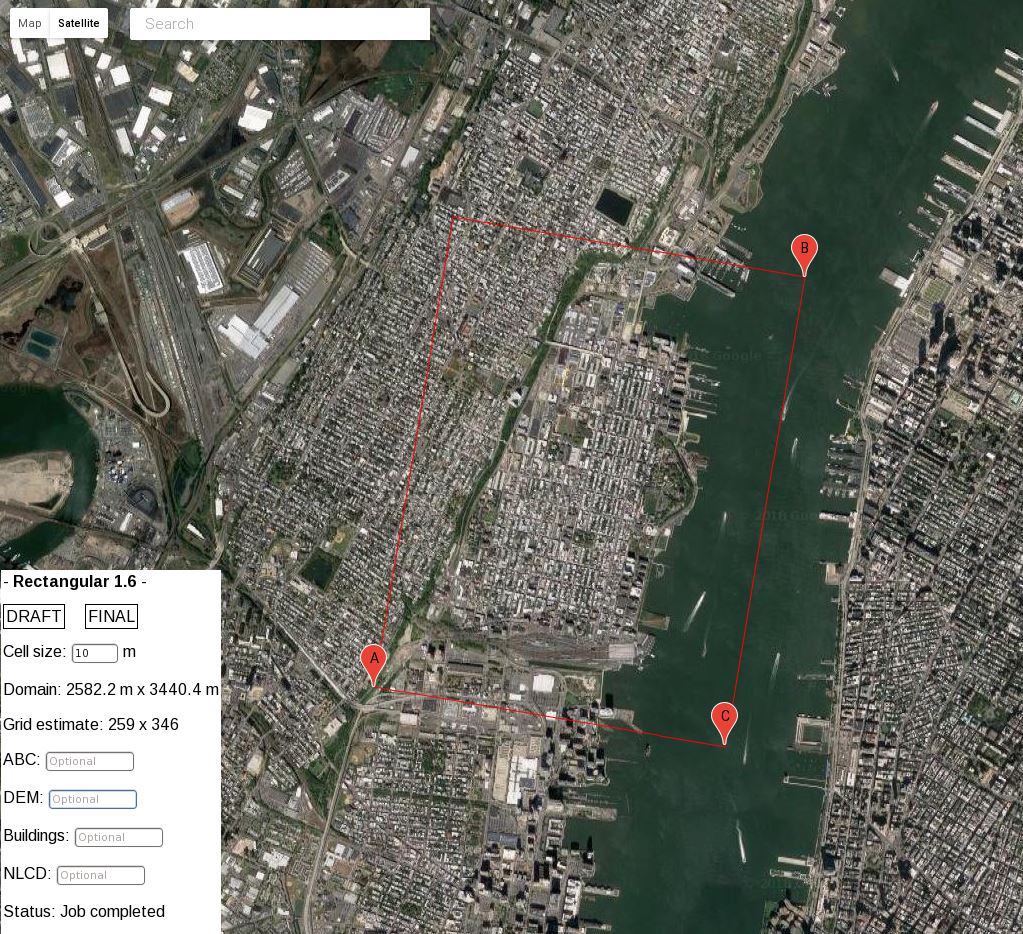 Map Satellite Search
B
A
C
- Rectangular 1.6 -
DRAFT FINAL
Cell size: 10 m
Domain: 2582.2 m x 3440.4 m
Grid estimate: 259 x 346
ABC: Optional
DEM: Optional
Buildings: Optional
NLCD: Optional
Status: Job completed